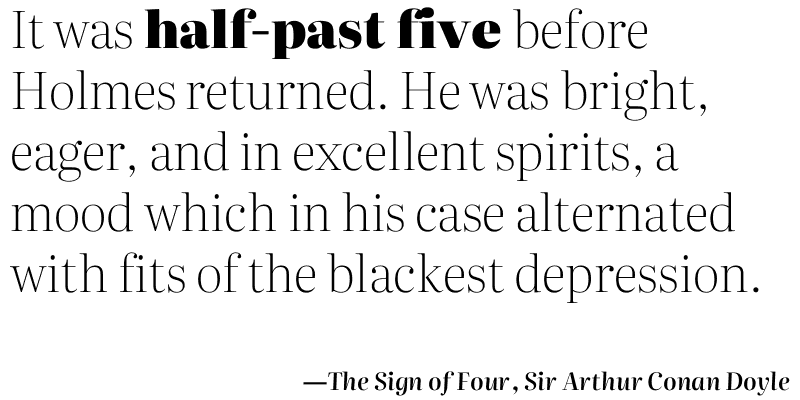 It was half-past five before
Holmes returned. He was bright,
eager, and in excellent spirits, a
mood which in his case alternated
with fits of the blackest depression.
—The Sign of Four, Sir Arthur Conan Doyle